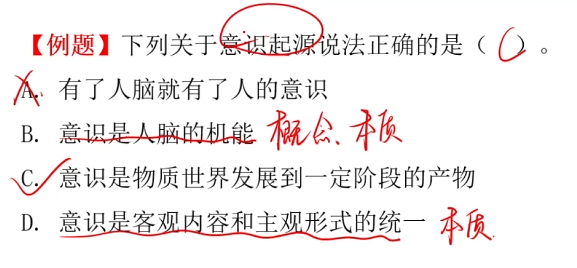 【例题】下列关于意识起源说法正确的是（C）。
A. 有了人脑就有了人的意识
B. 意识是人脑的机能 概念、本质
C. 意识是物质世界发展到一定阶段的产物
D. 意识是客观内容和主观形式的统一 本质.